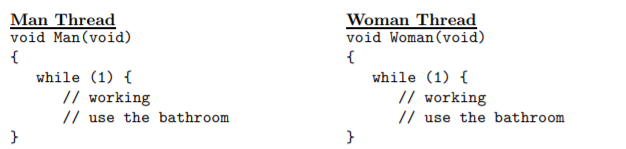 Man Thread
void Man(void)
{
while (1) {
// working
// use the bathroom
}
Woman Thread
void Woman(void)
{
while (1) {
// working
// use the bathroom
}